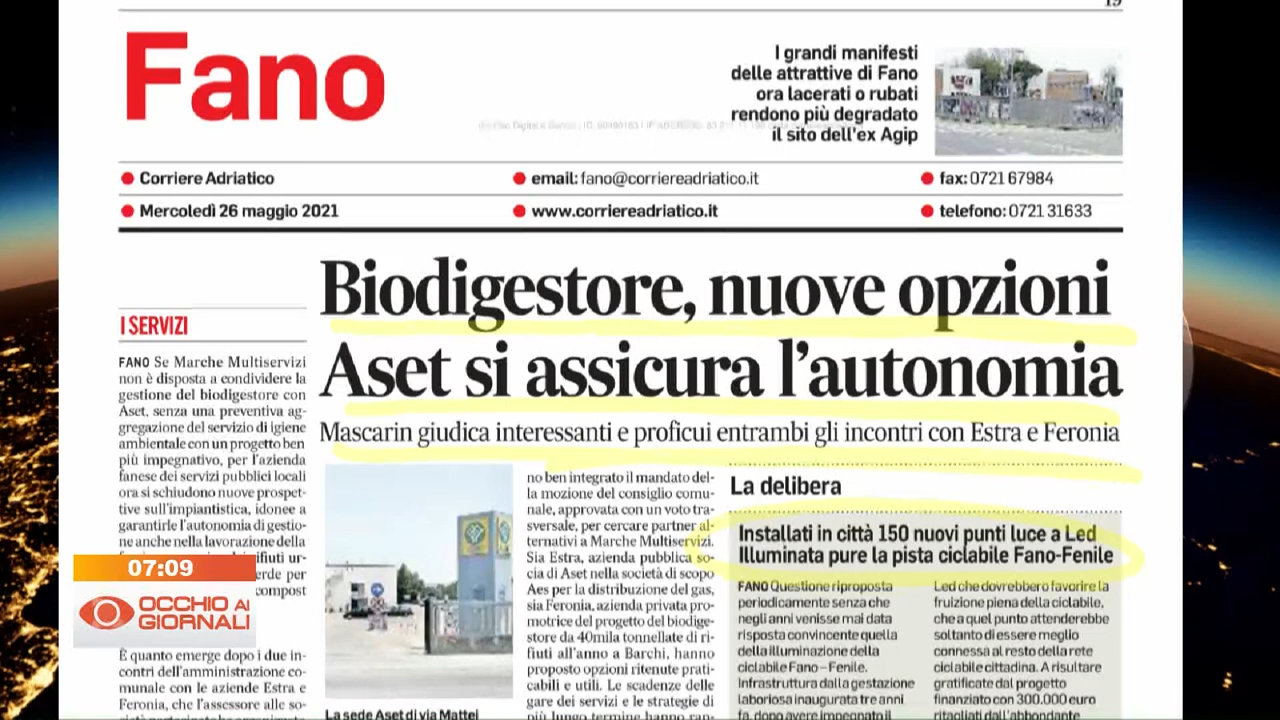 19
Fano
I grandi manifesti
delle attrattive di Fano
ora lacerati o rubati
rendono più degradato
il sito dell'ex Agip
Corriere Adriatico
email: fano@corriereadriatico.it
fax: 0721 67984
Mercoledì 26 maggio 2021
www.corriereadriatico.it
telefono: 0721 31633
Biodigestore, nuove opzioni
Aset si assicura l'autonomia
Mascarin giudica interessanti e proficui entrambi gli incontri con Estra e Feronia
I SERVIZI
FANO Se Marche Multiservizi
non è disposta a condividere la
gestione del biodigestore con
Aset, senza una preventiva ag-
gregazione del servizio di igiene
ambientale con un progetto ben
più impegnativo, per l'azienda
fanese dei servizi pubblici locali
ora si schiudono nuove prospet-
tive sull'impiantistica, idonee a
garantirle l'autonomia di gestio-
ne anche nella lavorazione della
ifiuti ur-
erde per
compost
È quanto emerge dopo i due in-
contri dell'amministrazione co-
munale con le aziende Estra e
Feronia, che l'assessore alle so-
La sede Aset di via Mattei
no ben integrato il mandato del-
la mozione del consiglio comu-
nale, approvata con un voto tra-
sversale, per cercare partner al-
ternativi a Marche Multiservizi.
Sia Estra, azienda pubblica so-
cia di Aset nella società di scopo
Aes per la distribuzione del gas,
sia Feronia, azienda privata pro-
motrice del progetto del biodige-
store da 40mila tonnellate di ri-
fiuti all'anno a Barchi, hanno
proposto opzioni ritenute prati-
cabili e utili. Le scadenze delle
gare dei servizi e le strategie di
più lungo termine hanno ran-
La delibera
Installati in città 150 nuovi punti luce a Led
Illuminata pure la pista ciclabile Fano-Fenile
FANO Questione riproposta
periodicamente senza che
negli anni venisse mai data
risposta convincente quella
della illuminazione della
ciclabile Fano – Fenile.
Infrastruttura dalla gestazione
laboriosa inaugurata tre anni
fa, dopo avere impegnato il
Led che dovrebbero favorire la
fruizione piena della ciclabile,
che a quel punto attenderebbe
soltanto di essere meglio
connessa al resto della rete
ciclabile cittadina. A risultare
gratificate dal progetto
finanziato con 300.000 euro
ritagliati dall'abbondante
07:09
OCCHIO AI
GIORNALI